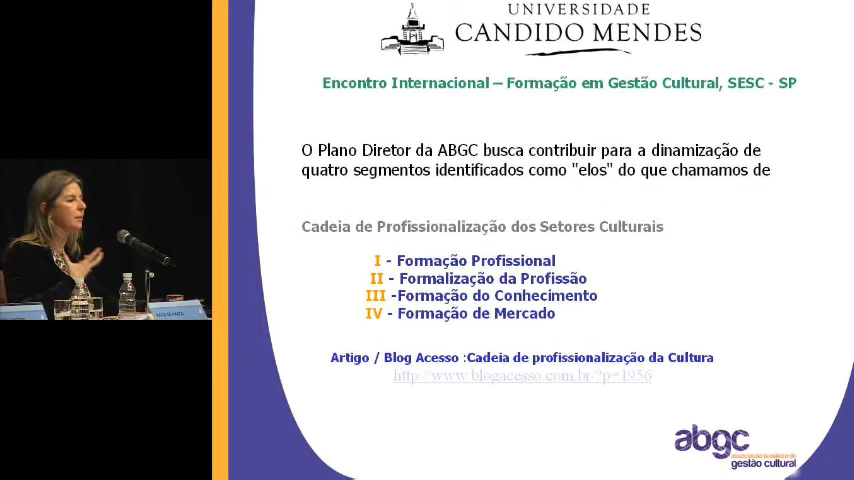 UNIVERSIDADE
CANDIDO MENDES
Encontro Internacional – Formação em Gestão Cultural, SESC - SP
O Plano Diretor da ABGC busca contribuir para a dinamização de
quatro segmentos identificados como "elos" do que chamamos de
Cadeia de Profissionalização dos Setores Culturais
I - Formação Profissional
II - Formalização da Profissão
III -Formação do Conhecimento
IV - Formação de Mercado
Artigo / Blog Acesso :Cadeia de profissionalização da Cultura
http://www.blogacesso.com.br/?p=1956
abgc
associação brasileira de
gestão cultural